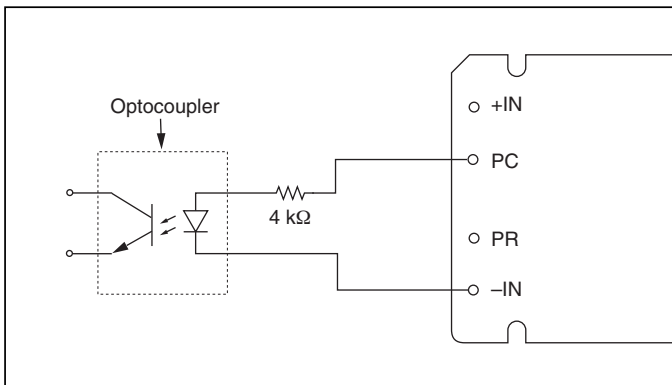 Optocoupler
+IN
PC
4 kΩ
PR
–IN